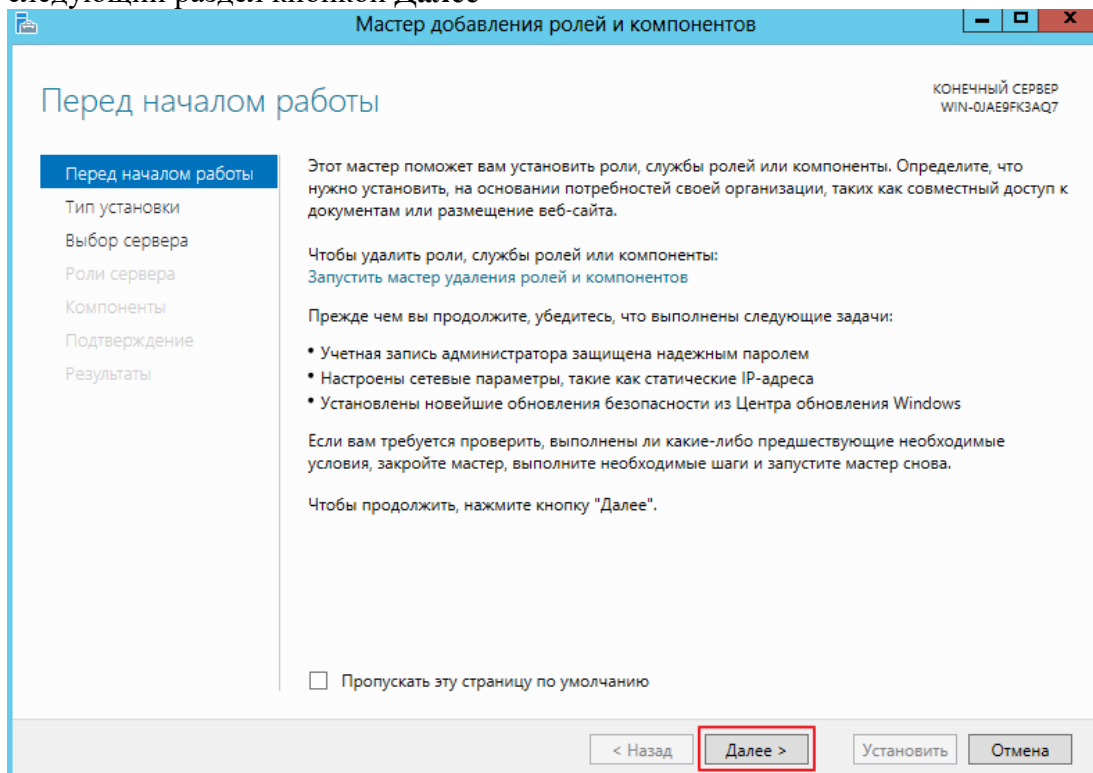 следующий раздел кнопкой Далее
Мастер добавления ролей и компонентов
Перед началом работы
КОНЕЧНЫЙ СЕРВЕР
WIN-0JAE9FK3AQ7
Перед началом работы
Тип установки
Выбор сервера
Роли сервера
Компоненты
Подтверждение
Результаты
Этот мастер поможет вам установить роли, службы ролей или компоненты. Определите, что
нужно установить, на основании потребностей своей организации, таких как совместный доступ к
документам или размещение веб-сайта.
Чтобы удалить роли, службы ролей или компоненты:
Запустить мастер удаления ролей и компонентов
Прежде чем вы продолжите, убедитесь, что выполнены следующие задачи:
• Учетная запись администратора защищена надежным паролем
• Настроены сетевые параметры, такие как статические IP-адреса
• Установлены новейшие обновления безопасности из Центра обновления Windows
Если вам требуется проверить, выполнены ли какие-либо предшествующие необходимые
условия, закройте мастер, выполните необходимые шаги и запустите мастер снова.
Чтобы продолжить, нажмите кнопку "Далее".
Пропускать эту страницу по умолчанию
< Назад
Далее >
Установить
Отмена